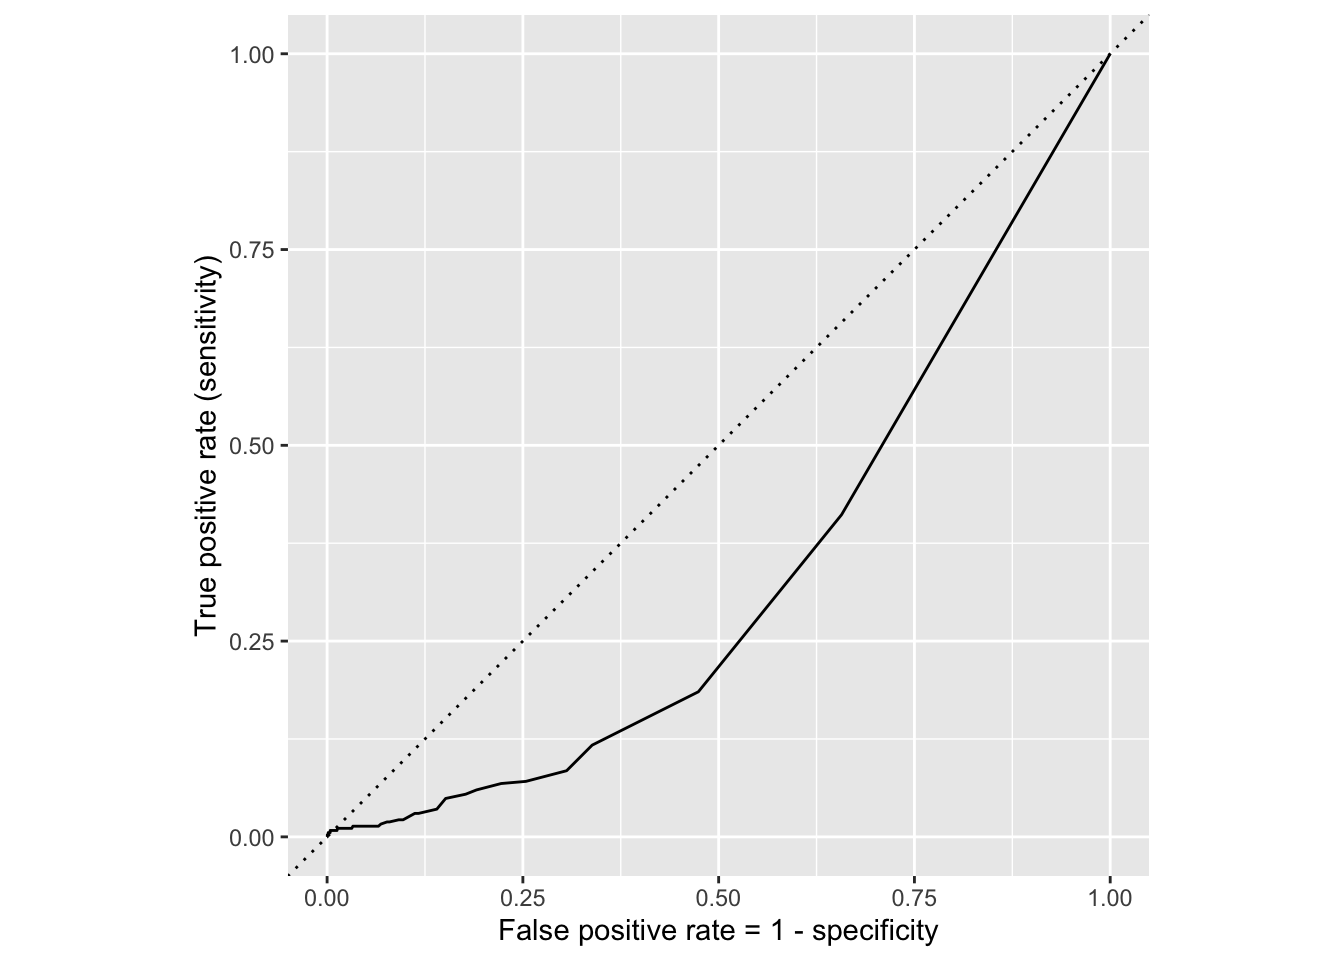 1.00
0.75
0.50
0.25
0.00
True positive rate (sensitivity)
0.00 0.25 0.50 0.75 1.00
False positive rate = 1 - specificity